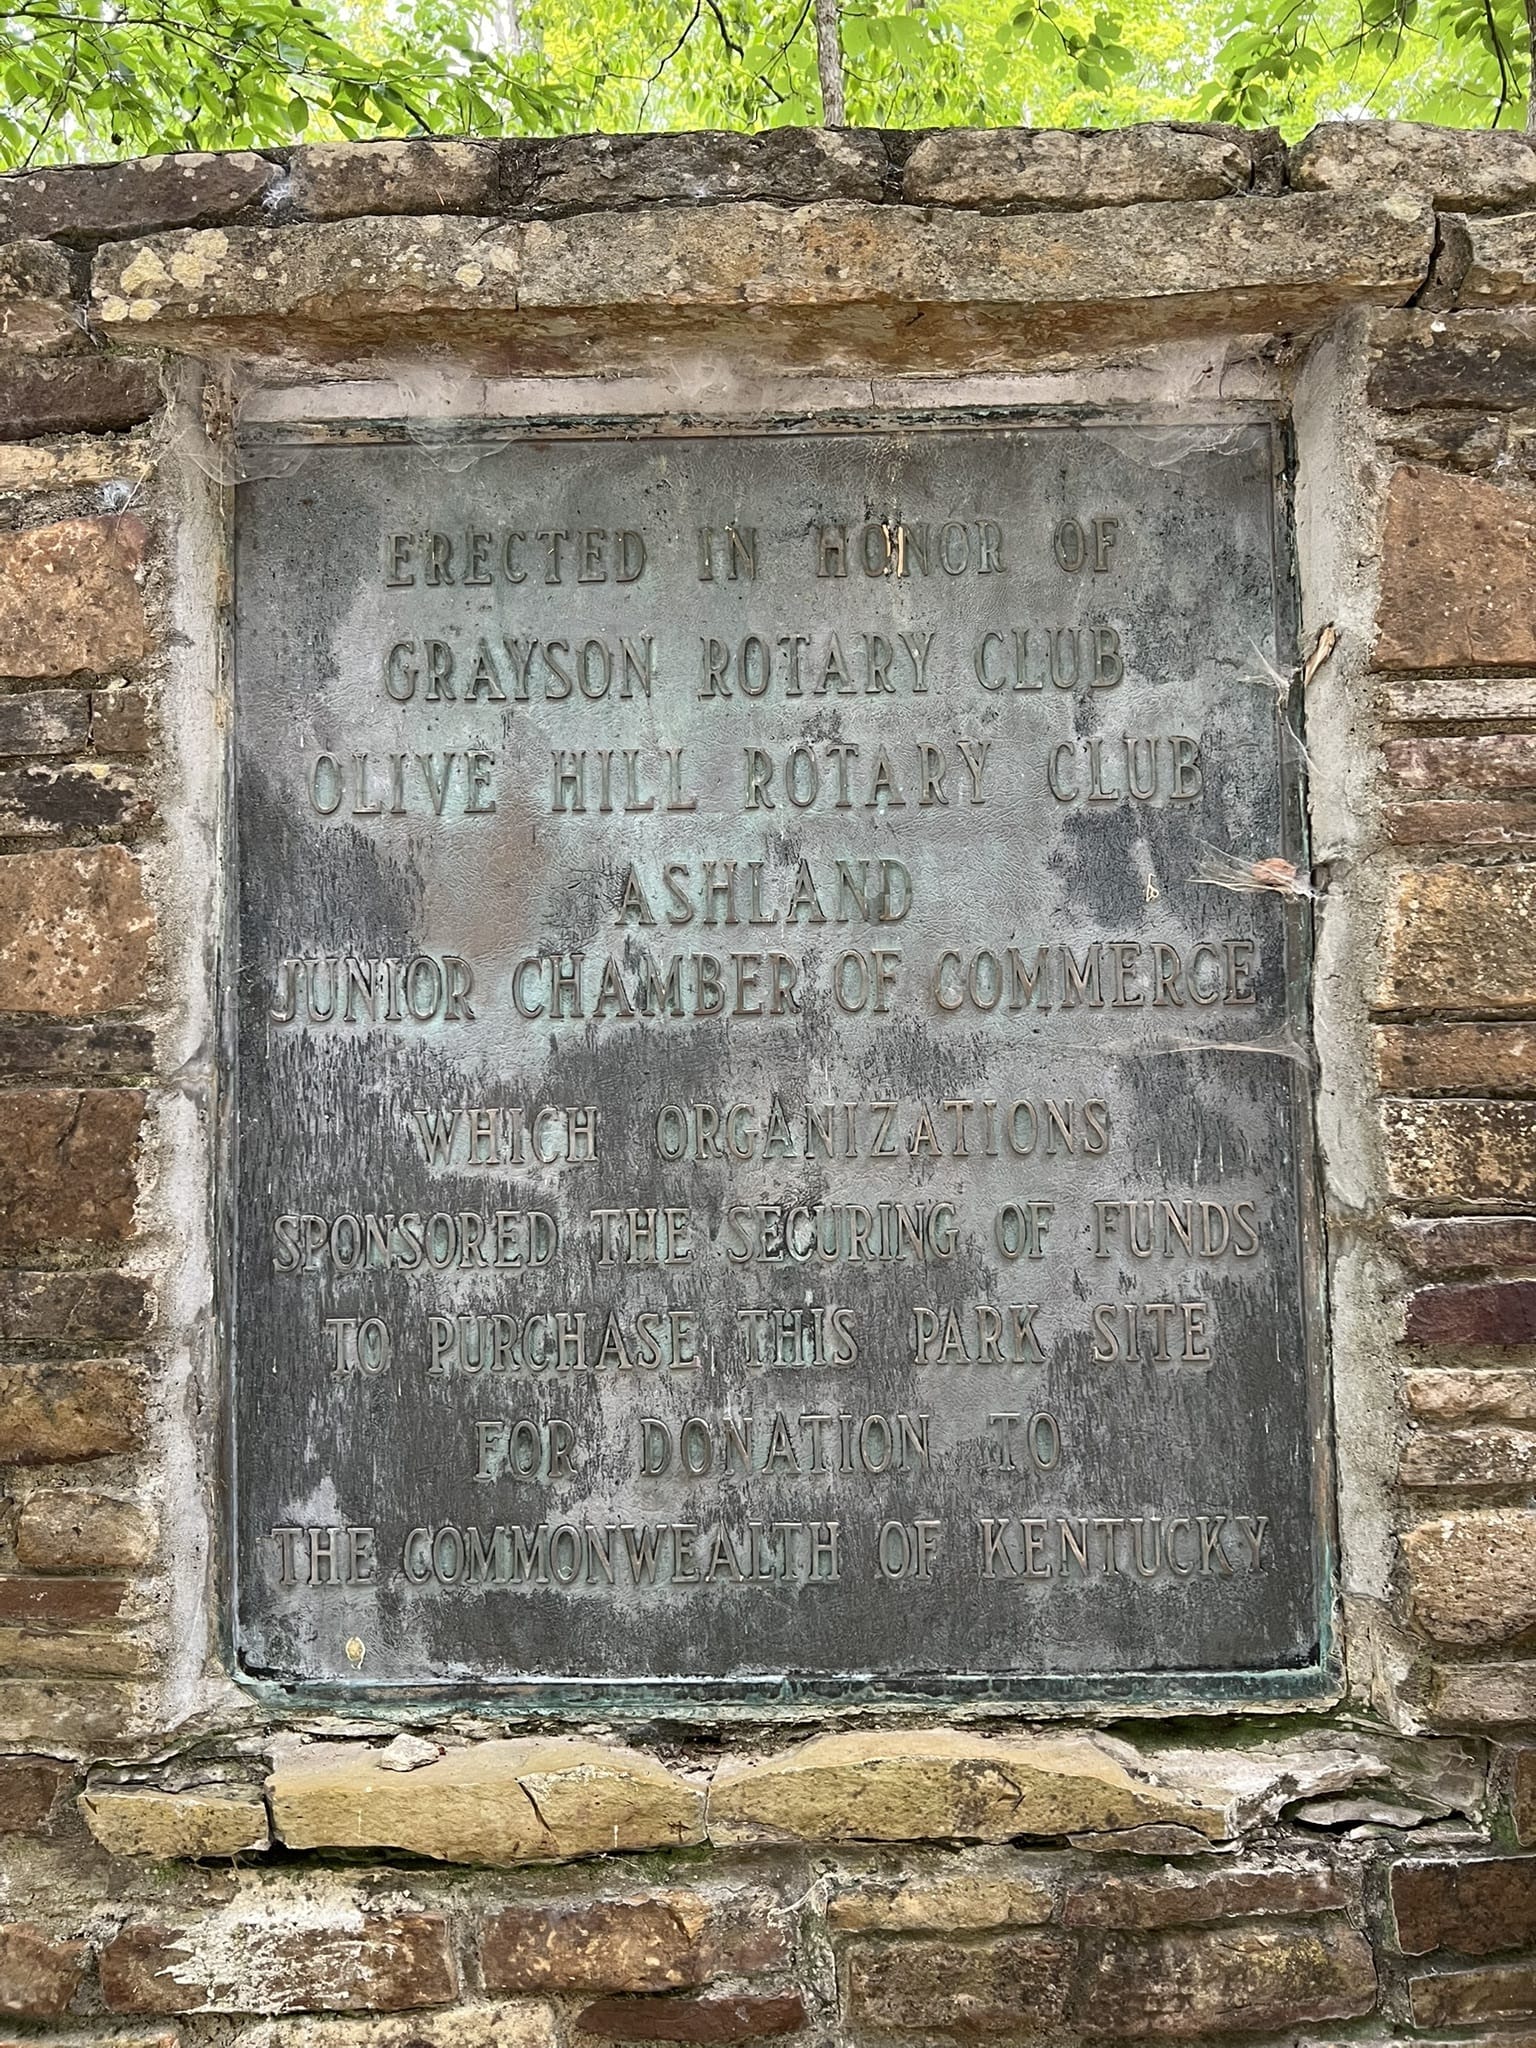 ERECTED IN HONOR OF
GRAYSON ROTARY CLUB
OLIVE HILL ROTARY CLUB
ASHLAND
JUNIOR CHAMBER OF COMMERCE
WHICH ORGANIZATIONS
SPONSORED THE SECURING OF FUNDS
TO PURCHASE THIS PARK SITE
FOR DONATION TO
THE COMMONWEALTH OF KENTUCKY